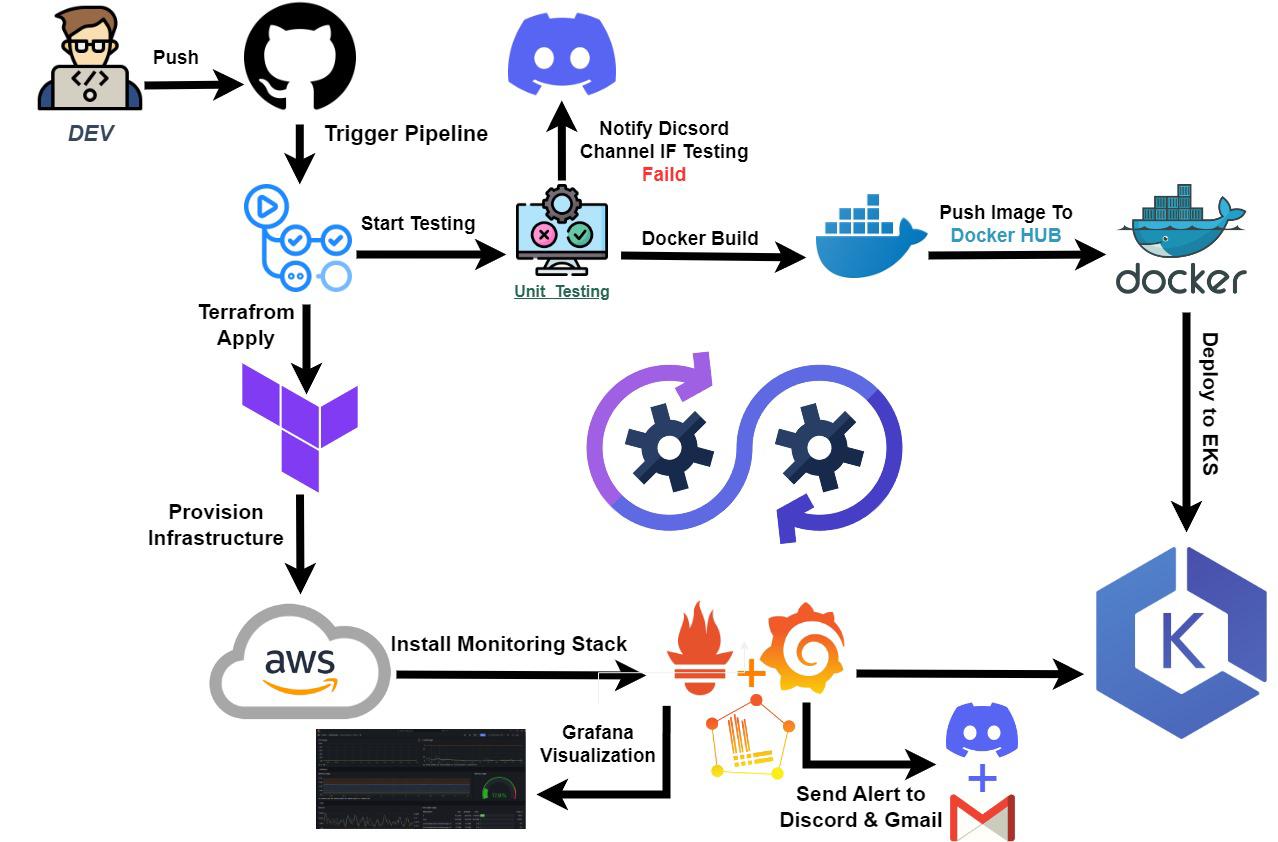 Push
DEV
Trigger Pipeline
Notify Dicsord
Channel IF Testing
Faild
Start Testing
Unit  Testing
Docker Build
Push Image To
Docker HUB
docker
Terrafrom
Apply
Deploy to EKS
Provision
Infrastructure
aws
Install Monitoring Stack
K
Grafana
Visualization
Send Alert to
Discord & Gmail